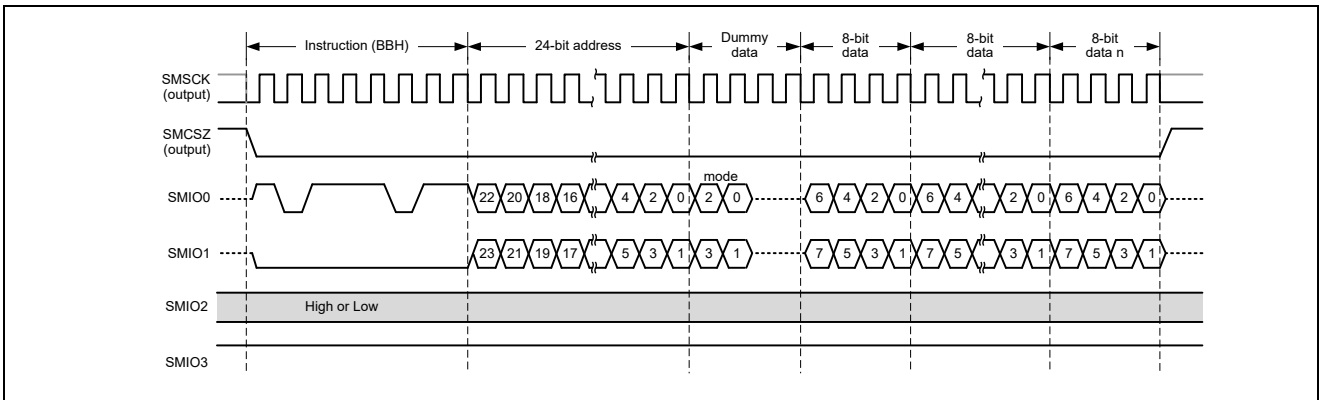 Instruction (BBH) 24-bit address Dummy data 8-bit data 8-bit data 8-bit data n
SMSCK (output)
SMCSZ (output)
mode
SMIO0 22 20 18 16 4 2 0 2 0 6 4 2 0 6 4 2 0 6 4 2 0
SMIO1 23 21 19 17 5 3 1 3 1 7 5 3 1 7 5 3 1 7 5 3 1
SMIO2 High or Low
SMIO3